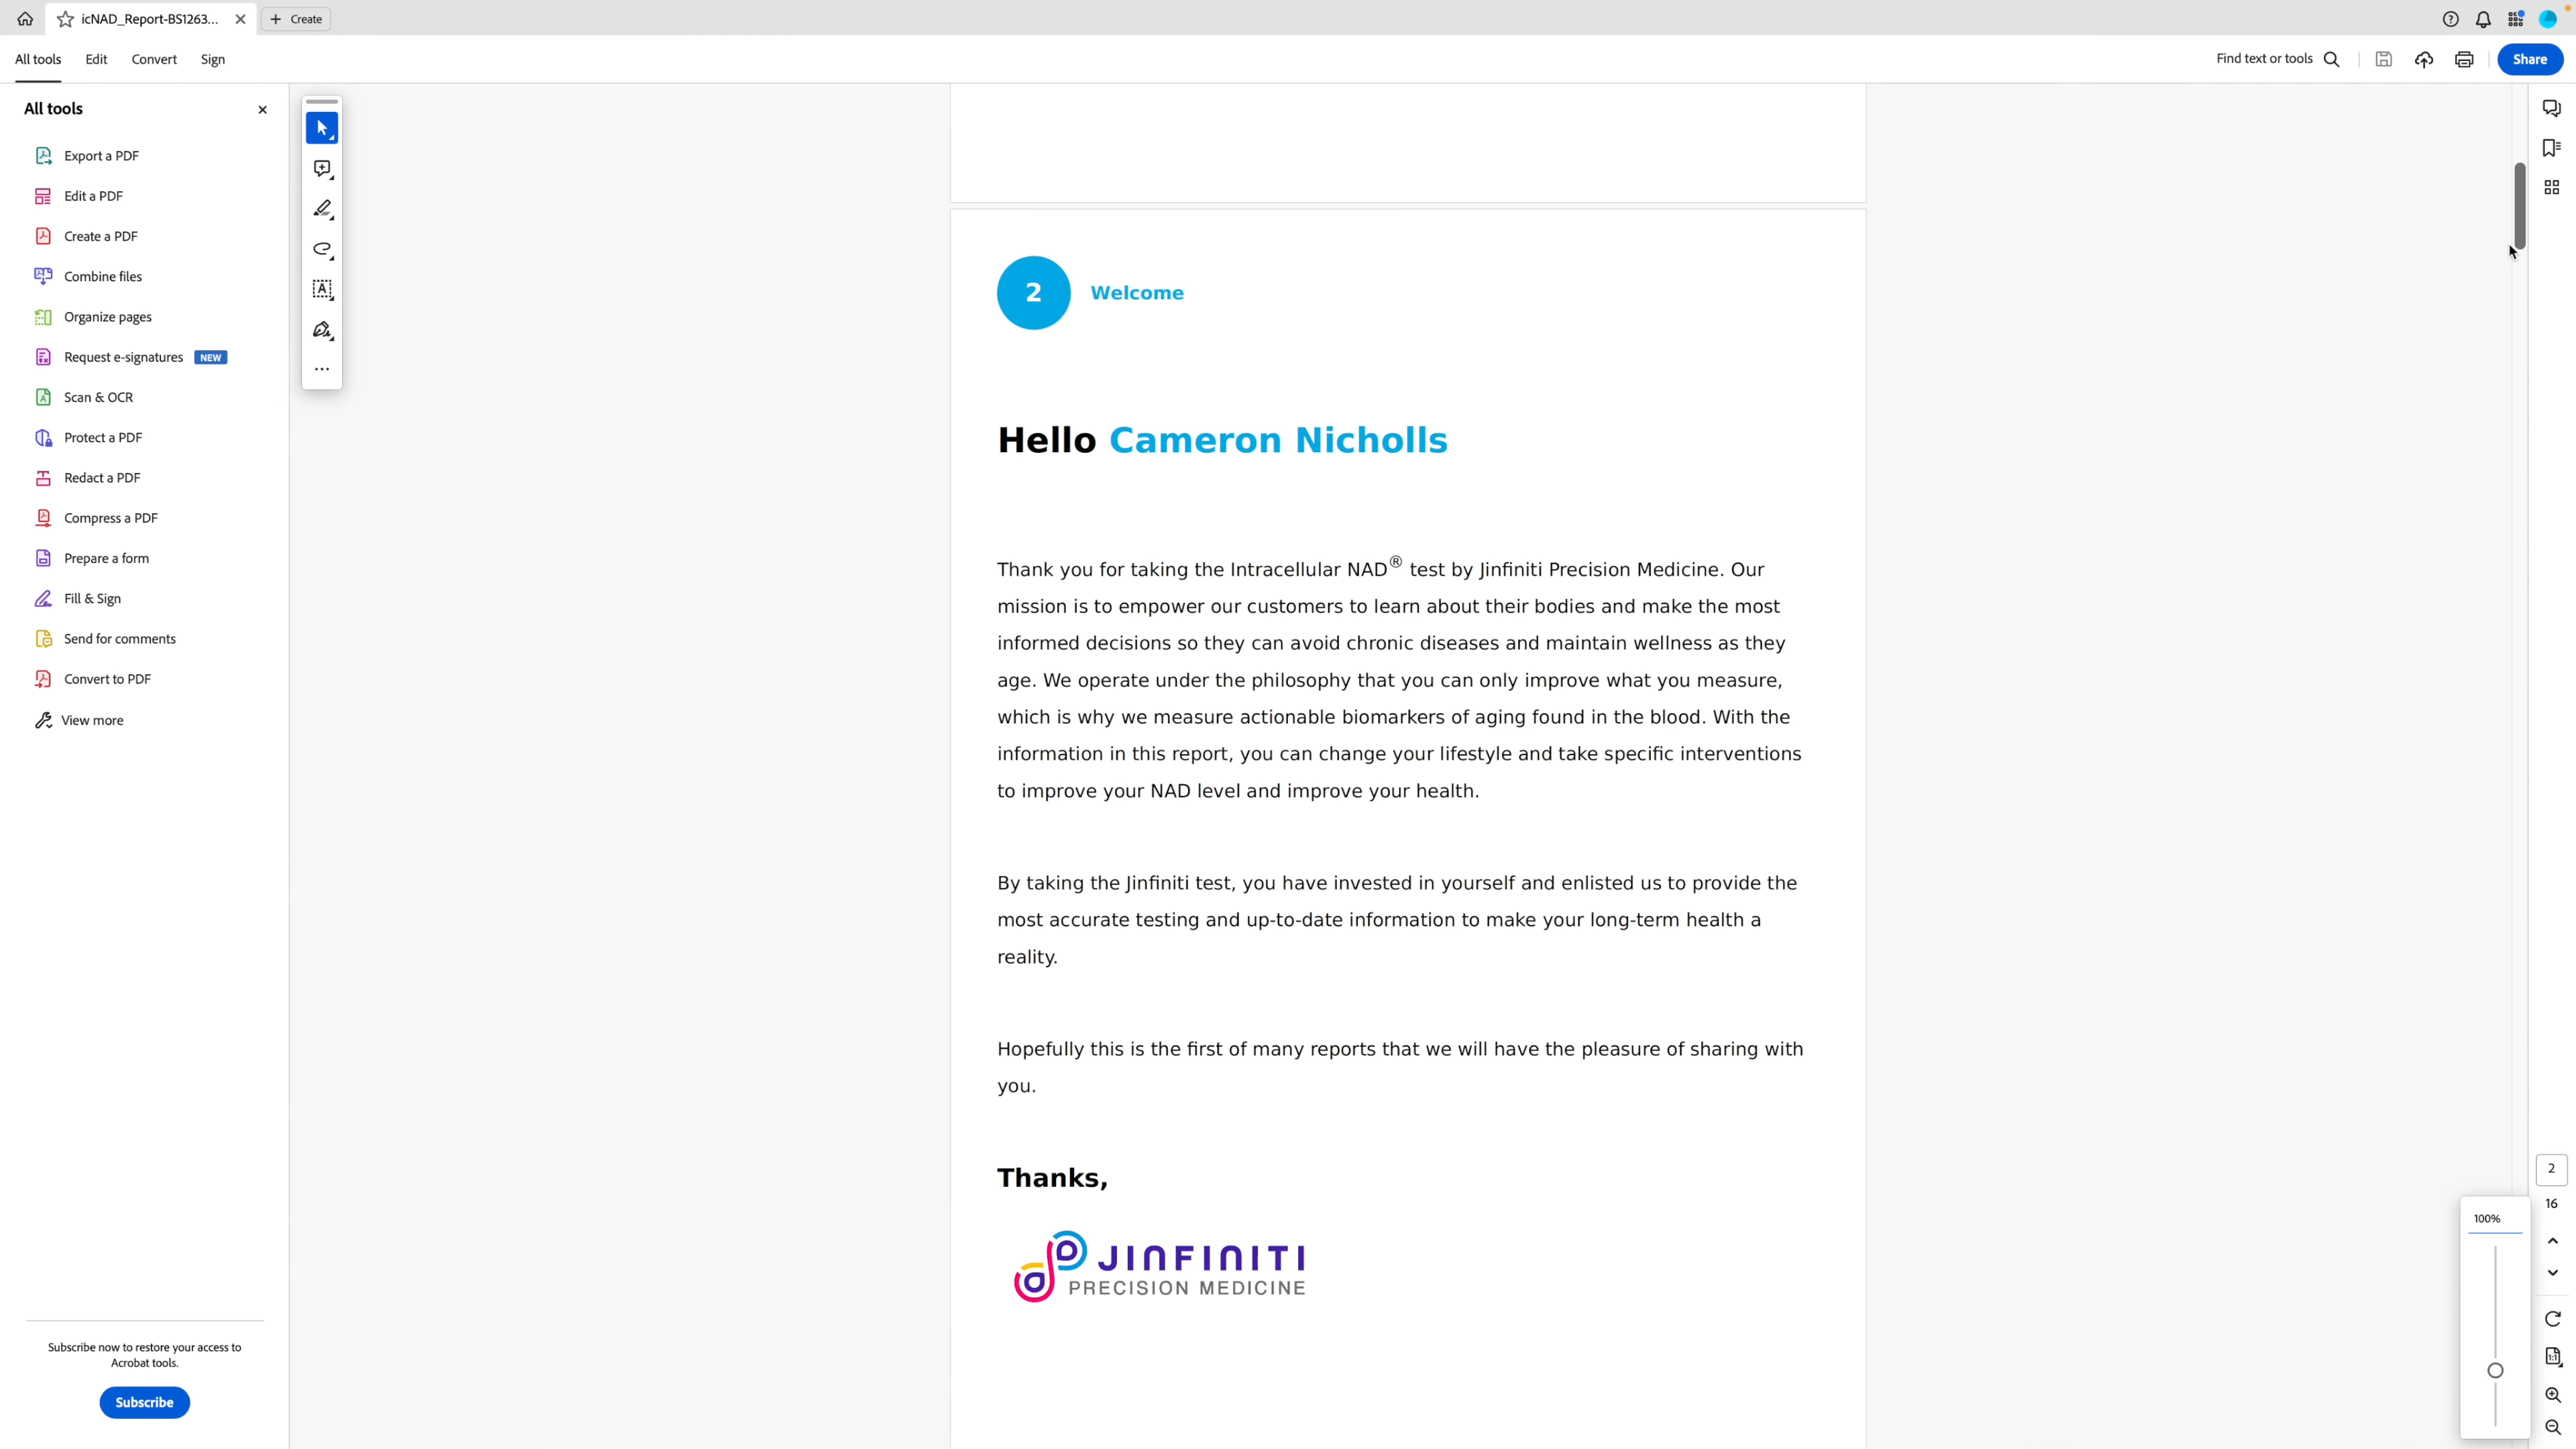 icNAD_Report-BS1263...
Create
All tools
Edit
Convert
Sign
Find text or tools
Share
All tools
Export a PDF
Edit a PDF
Create a PDF
Combine files
Organize pages
Request e-signatures NEW
Scan & OCR
Protect a PDF
Redact a PDF
Compress a PDF
Prepare a form
Fill & Sign
Send for comments
Convert to PDF
View more
Subscribe now to restore your access to
Acrobat tools.
Subscribe
2 Welcome
Hello Cameron Nicholls
Thank you for taking the Intracellular NAD® test by Jinfiniti Precision Medicine. Our
mission is to empower our customers to learn about their bodies and make the most
informed decisions so they can avoid chronic diseases and maintain wellness as they
age. We operate under the philosophy that you can only improve what you measure,
which is why we measure actionable biomarkers of aging found in the blood. With the
information in this report, you can change your lifestyle and take specific interventions
to improve your NAD level and improve your health.
By taking the Jinfiniti test, you have invested in yourself and enlisted us to provide the
most accurate testing and up-to-date information to make your long-term health a
reality.
Hopefully this is the first of many reports that we will have the pleasure of sharing with
you.
Thanks,
JINFINITI
PRECISION MEDICINE
2
16
100%